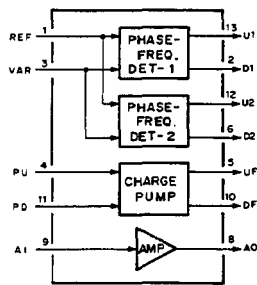 REF 1
VAR 3
PHASE-
FREQ.
DET-1
13 U1
2 D1
PHASE-
FREQ.
DET-2
12 U2
6 D2
PU 4
PD 11
CHARGE
PUMP
5 UF
10 DF
A1 9
AMP
8 AO